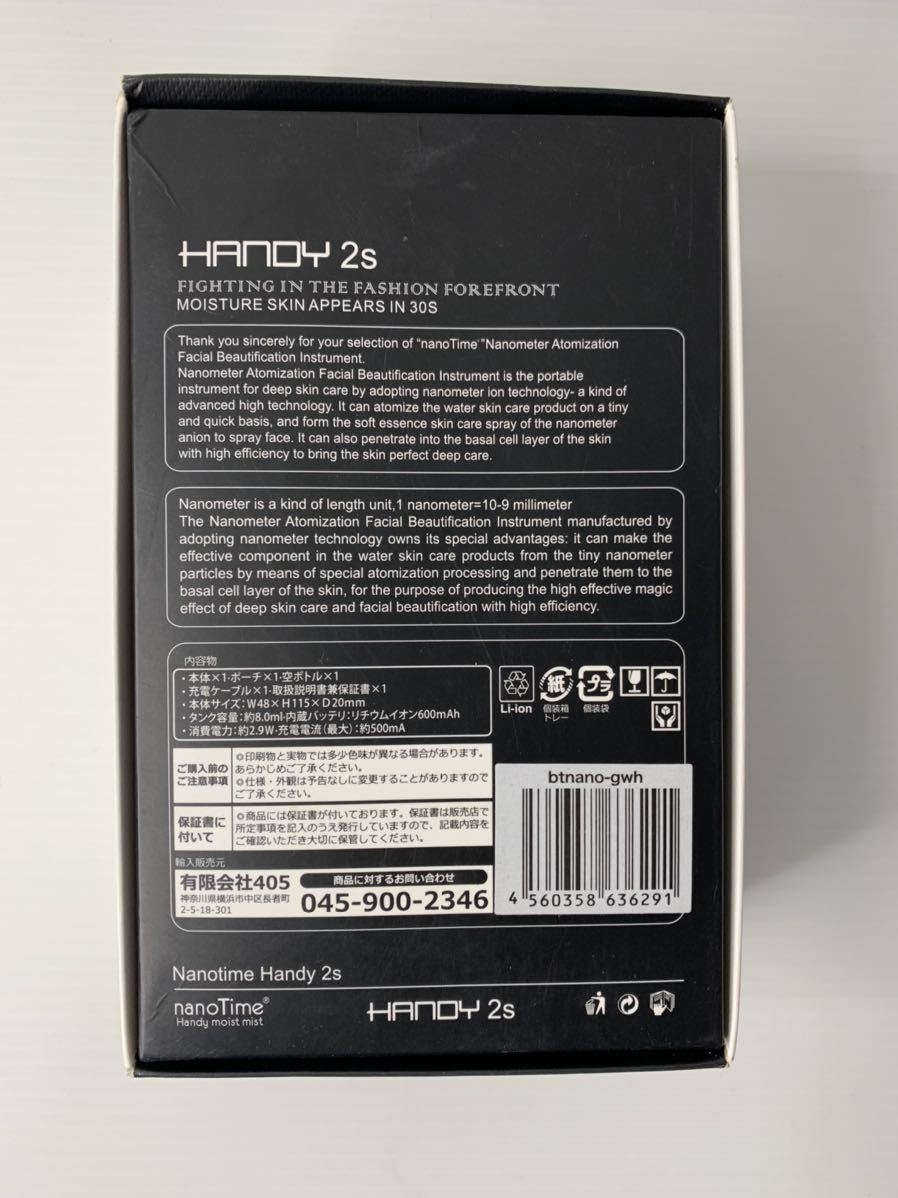 HANDY 2s
FIGHTING IN THE FASHION FOREFRONT
MOISTURE SKIN APPEARS IN 30S
Thank you sincerely for your selection of "nanoTime"Nanometer Atomization
Facial Beautification Instrument.
Nanometer Atomization Facial Beautification Instrument is the portable
instrument for deep skin care by adopting nanometer ion technology- a kind of
advanced high technology. It can atomize the water skin care product on a tiny
and quick basis, and form the soft essence skin care spray of the nanometer
anion to spray face. It can also penetrate into the basal cell layer of the skin
with high efficiency to bring the skin perfect deep care.
Nanometer is a kind of length unit,1 nanometer=10-9 millimeter
The Nanometer Atomization Facial Beautification Instrument manufactured by
adopting nanometer technology owns its special advantages: it can make the
effective component in the water skin care products from the tiny nanometer
particles by means of special atomization processing and penetrate them to the
basal cell layer of the skin, for the purpose of producing the high effective magic
effect of deep skin care and facial beautification with high efficiency.
内容物
・本体×1・ポーチ×1・空ボトル×1
・充電ケーブル×1・取扱説明書兼保証書×1
・本体サイズ：W48×H115×D20mm
・タンク容量：約8.0ml・内蔵バッテリ：リチウムイオン600mAh
・消費電力：約2.9W・充電電流（最大）：約500mA
Li-ion
紙
個装箱
トレー
プラ
個装袋
ご購入前の
ご注意事項
◎印刷物と実物では多少色味が異なる場合があります。
あらかじめご了承ください。
◎仕様・外観は予告なしに変更することがありますので
ご了承ください。
保証書に
付いて
◎商品には保証書が付いております。保証書は販売店で
所定事項を記入のうえ発行していますので、記載内容を
ご確認いただき大切に保管してください。
輸入販売元
有限会社405
神奈川県横浜市中区長者町
2-5-18-301
商品に対するお問い合わせ
045-900-2346
btnano-gwh
4 560358 636291
Nanotime Handy 2s
nanoTime®
Handy moist mist
HANDY 2s